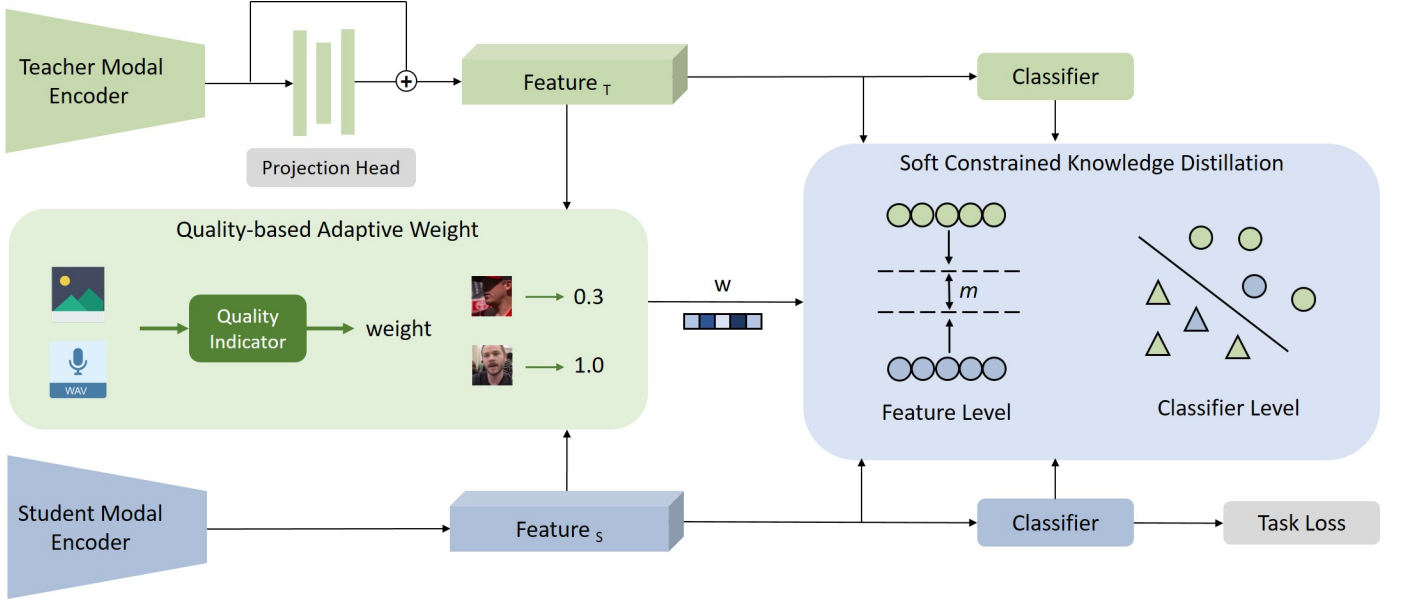 Teacher Modal
Encoder
Projection Head
+
Feature T
Classifier
Soft Constrained Knowledge Distillation
Quality-based Adaptive Weight
WAV
Quality
Indicator
weight
0.3
1.0
w
m
Feature Level
Classifier Level
Student Modal
Encoder
Feature S
Classifier
Task Loss